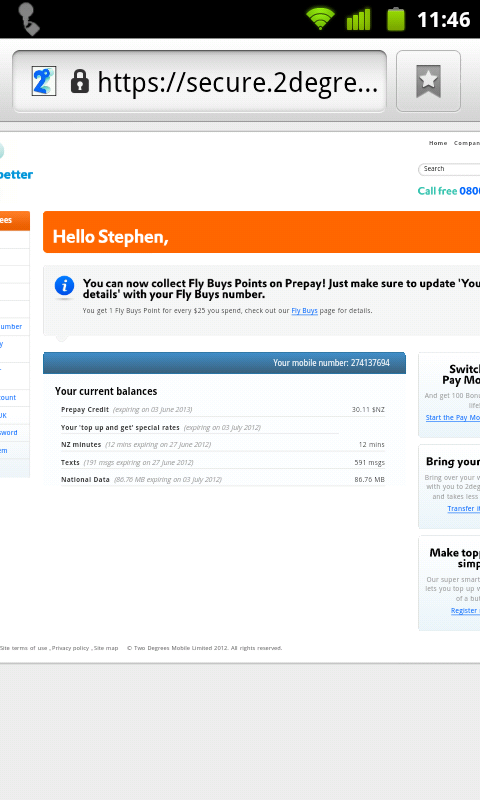 11:46
https://secure.2degre...
better
Home Compan
Search
Call free 0800
ees
Hello Stephen,
You can now collect Fly Buys Points on Prepay! Just make sure to update 'You
details' with your Fly Buys number.
You get 1 Fly Buys Point for every $25 you spend, check out our Fly Buys page for details.
umber
y
r
count
UK
sword
em
Your mobile number: 274137694
Your current balances
Prepay Credit (expiring on 03 June 2013) 30.11 $NZ
Your 'top up and get' special rates (expiring on 03 July 2012)
NZ minutes (12 mins expiring on 27 June 2012) 12 mins
Texts (191 msgs expiring on 27 June 2012) 591 msgs
National Data (86.76 MB expiring on 03 July 2012) 86.76 MB
Switc
Pay Mo
And get 100 Bonu
life
Start the Pay Mo
Bring your
Bring over your
with you to 2deg
and takes less
Transfer i
Make topp
simp
Our super smart
lets you top up w
of a bu
Register
Site terms of use , Privacy policy , Site map © Two Degrees Mobile Limited 2012. All rights reserved.